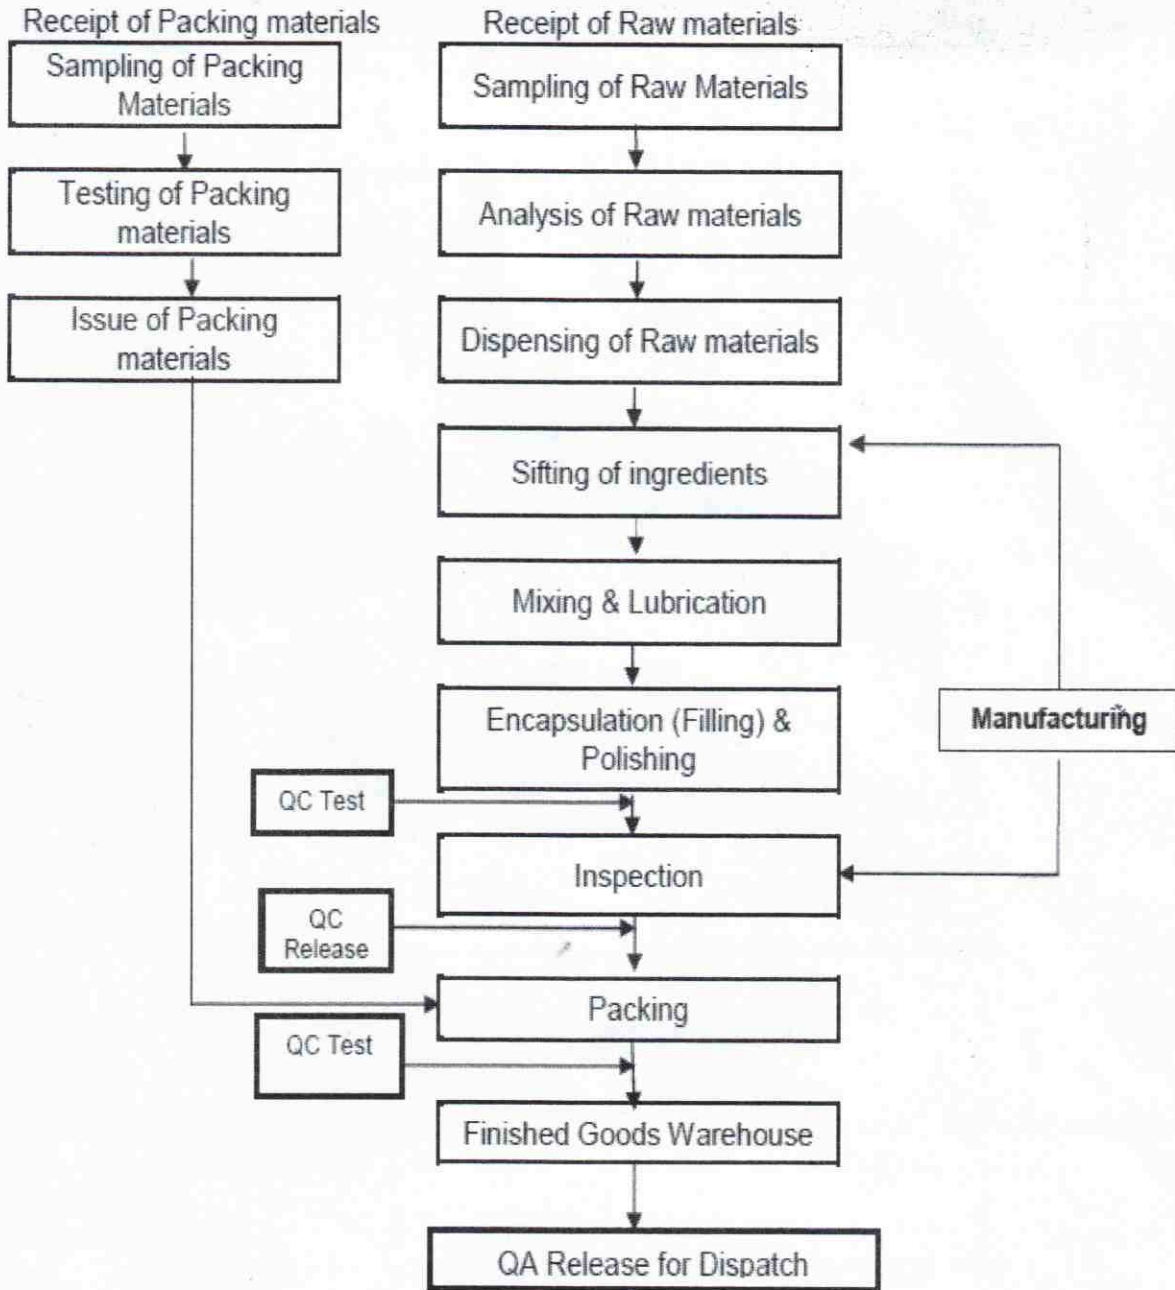 Receipt of Packing materials
Sampling of Packing
Materials
Testing of Packing
materials
Issue of Packing
materials
Receipt of Raw materials
Sampling of Raw Materials
Analysis of Raw materials
Dispensing of Raw materials
Sifting of ingredients
Mixing & Lubrication
Encapsulation (Filling) &
Polishing
QC Test
Inspection
Manufacturing
QC
Release
Packing
QC Test
Finished Goods Warehouse
QA Release for Dispatch